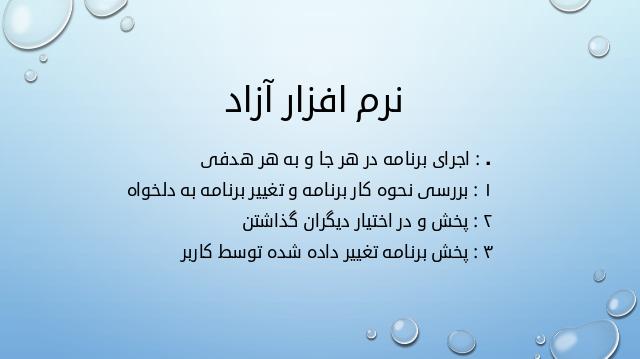 نرم افزار آزاد
۰ : اجرای برنامه در هر جا و به هر هدفی
۱ : بررسی نحوه کار برنامه و تغییر برنامه به دلخواه
۲ : پخش و در اختیار دیگران گذاشتن
۳ : پخش برنامه تغییر داده شده توسط کاربر